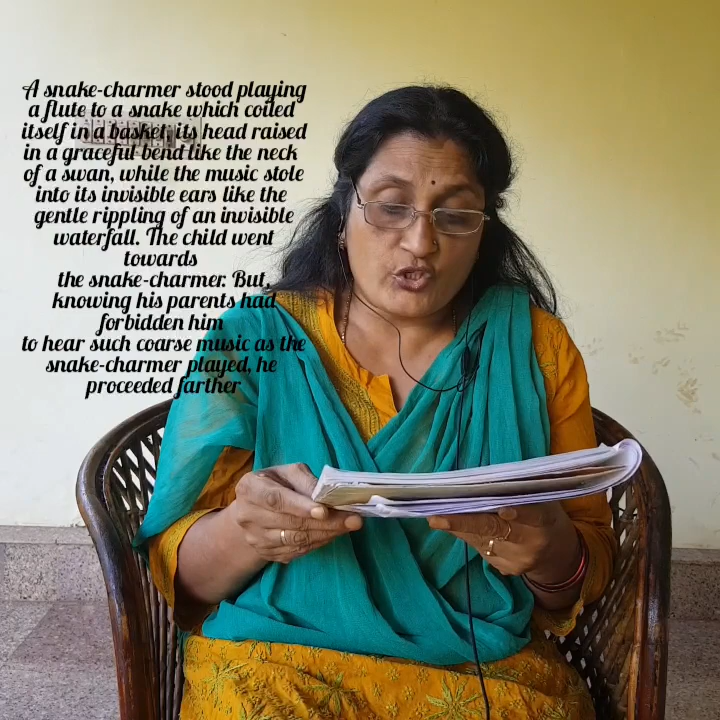 A snake-charmer stood playing
a flute to a snake which coiled
itself in a basket, its head raised
in a graceful bend like the neck
of a swan, while the music stole
into its invisible ears like the
gentle rippling of an invisible
waterfall. The child went
towards
the snake-charmer. But,
knowing his parents had
forbidden him
to hear such coarse music as the
snake-charmer played, he
proceeded farther